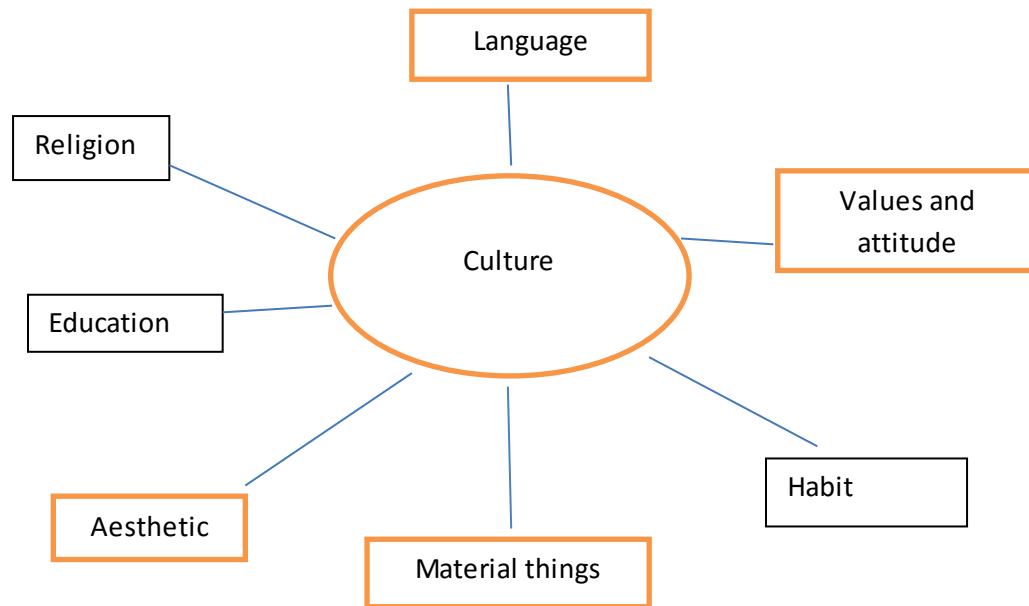 Language
Religion
Values and
attitude
Culture
Education
Habit
Aesthetic
Material things